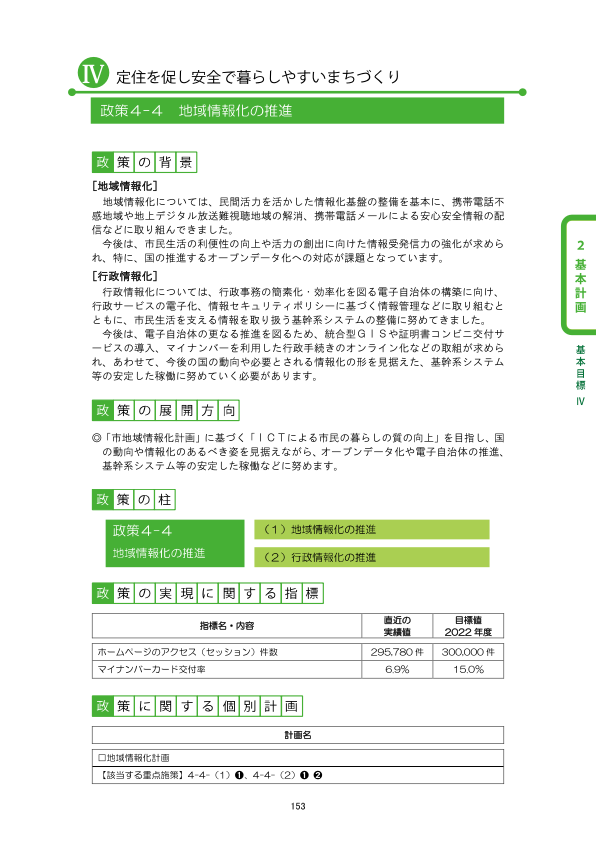 Ⅳ 定住を促し安全で暮らしやすいまちづくり
政策4-4　地域情報化の推進
政策の背景
[地域情報化]
　地域情報化については、民間活力を活かした情報化基盤の整備を基本に、携帯電話不
感地域や地上デジタル放送難視聴地域の解消、携帯電話メールによる安心安全情報の配
信などに取り組んできました。
　今後は、市民生活の利便性の向上や活力の創出に向けた情報受発信力の強化が求めら
れ、特に、国の推進するオープンデータ化への対応が課題となっています。
[行政情報化]
　行政情報化については、行政事務の簡素化・効率化を図る電子自治体の構築に向け、
行政サービスの電子化、情報セキュリティポリシーに基づく情報管理などに取り組むと
ともに、市民生活を支える情報を取り扱う基幹系システムの整備に努めてきました。
　今後は、電子自治体の更なる推進を図るため、統合型ＧＩＳや証明書コンビニ交付サ
ービスの導入、マイナンバーを利用した行政手続きのオンライン化などの取組が求めら
れ、あわせて、今後の国の動向や必要とされる情報化の形を見据えた、基幹系システム
等の安定した稼働に努めていく必要があります。
政策の展開方向
◎「市地域情報化計画」に基づく「ＩＣＴによる市民の暮らしの質の向上」を目指し、国
の動向や情報化のあるべき姿を見据えながら、オープンデータ化や電子自治体の推進、
基幹系システム等の安定した稼働などに努めます。
政策の柱
政策4-4
地域情報化の推進
（1）地域情報化の推進
（2）行政情報化の推進
政策の実現に関する指標
指標名・内容 直近の実績値 目標値2022年度
ホームページのアクセス（セッション）件数 295,780件 300,000件
マイナンバーカード交付率 6.9% 15.0%
政策に関する個別計画
計画名
□地域情報化計画
【該当する重点施策】4-4-（1）❶、4-4-（2）❶ ❷
153
2 基本計画
基本目標 Ⅳ